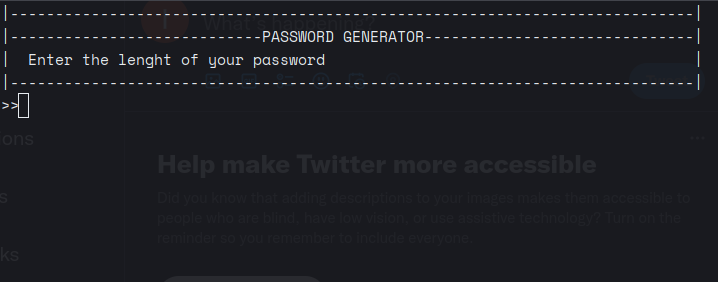 What's happening?
|---------------------------------------------------------------------------|
|----------------------------PASSWORD GENERATOR------------------------------|
| Enter the lenght of your password |
|---------------------------------------------------------------------------|
>>
ons
s
ks
Help make Twitter more accessible
Did you know that adding descriptions to your images makes them accessible to
people who are blind, have low vision, or use assistive technology? Turn on the
reminder so you remember to include everyone.